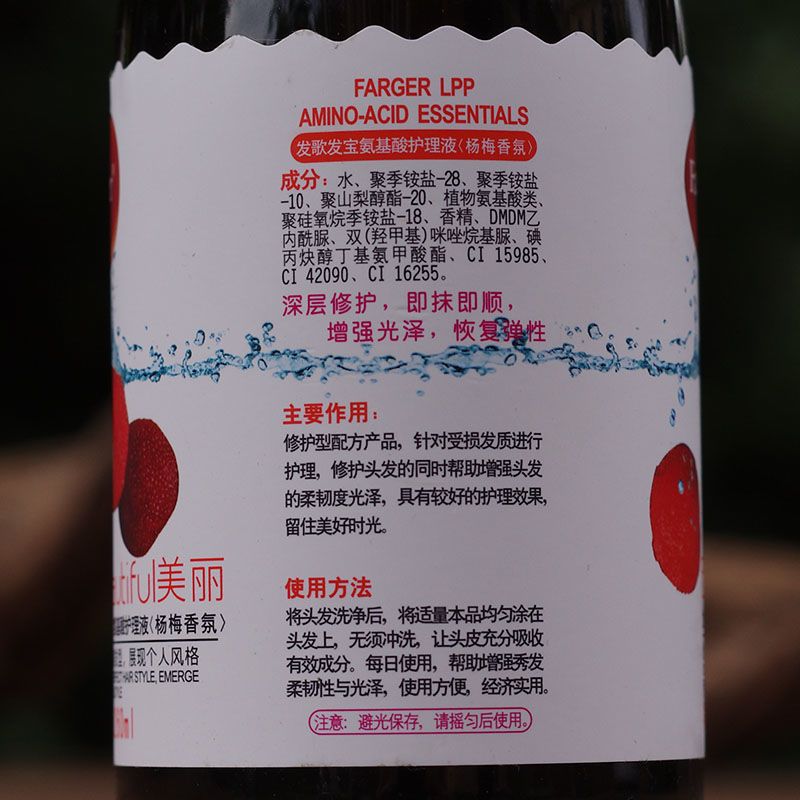 FARGER LPP
AMINO-ACID ESSENTIALS
发歌发宝氨基酸护理液(杨梅香氛)
成分：水、聚季铵盐-28、聚季铵盐
-10、聚山梨醇酯-20、植物氨基酸类、
聚硅氧烷季铵盐-18、香精、DMDM乙
内酰脲、双(羟甲基)咪唑烷基脲、碘
丙炔醇丁基氨甲酸酯、CI 15985、
CI 42090、CI 16255。
深层修护，即抹即顺，
增强光泽，恢复弹性
主要作用：
修护型配方产品，针对受损发质进行
护理，修护头发的同时帮助增强头发
的柔韧度光泽，具有较好的护理效果，
留住美好时光。
使用方法
将头发洗净后，将适量本品均匀涂在
头发上，无须冲洗，让头皮充分吸收
有效成分。每日使用，帮助增强秀发
柔韧性与光泽，使用方便，经济实用。
注意：避光保存，请摇匀后使用。
美丽
护理液〈杨梅香氛〉
，展现个人风格
HAIR STYLE, EMERGE